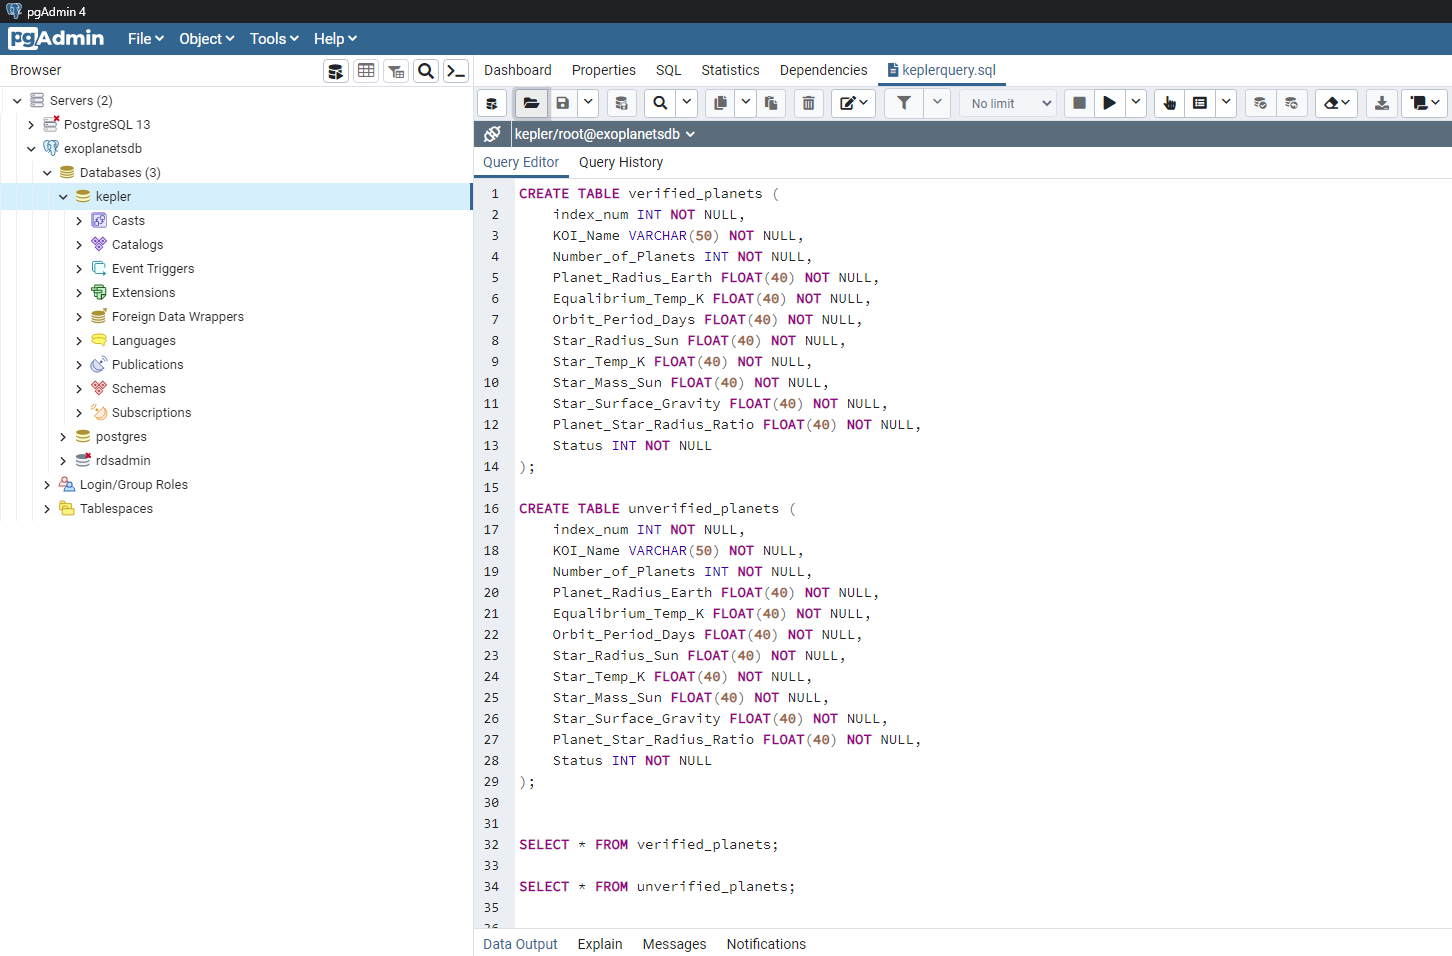 pgAdmin 4
pgAdmin File Object Tools Help
Browser
Dashboard Properties SQL Statistics Dependencies keplerquery.sql
No limit
kepler/root@exoplanetsdb
Query Editor Query History
Servers (2)
PostgreSQL 13
exoplanetsdb
Databases (3)
kepler
Casts
Catalogs
Event Triggers
Extensions
Foreign Data Wrappers
Languages
Publications
Schemas
Subscriptions
postgres
rdsadmin
Login/Group Roles
Tablespaces
1 CREATE TABLE verified_planets (
2 index_num INT NOT NULL,
3 KOI_Name VARCHAR(50) NOT NULL,
4 Number_of_Planets INT NOT NULL,
5 Planet_Radius_Earth FLOAT(40) NOT NULL,
6 Equalibrium_Temp_K FLOAT(40) NOT NULL,
7 Orbit_Period_Days FLOAT(40) NOT NULL,
8 Star_Radius_Sun FLOAT(40) NOT NULL,
9 Star_Temp_K FLOAT(40) NOT NULL,
10 Star_Mass_Sun FLOAT(40) NOT NULL,
11 Star_Surface_Gravity FLOAT(40) NOT NULL,
12 Planet_Star_Radius_Ratio FLOAT(40) NOT NULL,
13 Status INT NOT NULL
14 );
15
16 CREATE TABLE unverified_planets (
17 index_num INT NOT NULL,
18 KOI_Name VARCHAR(50) NOT NULL,
19 Number_of_Planets INT NOT NULL,
20 Planet_Radius_Earth FLOAT(40) NOT NULL,
21 Equalibrium_Temp_K FLOAT(40) NOT NULL,
22 Orbit_Period_Days FLOAT(40) NOT NULL,
23 Star_Radius_Sun FLOAT(40) NOT NULL,
24 Star_Temp_K FLOAT(40) NOT NULL,
25 Star_Mass_Sun FLOAT(40) NOT NULL,
26 Star_Surface_Gravity FLOAT(40) NOT NULL,
27 Planet_Star_Radius_Ratio FLOAT(40) NOT NULL,
28 Status INT NOT NULL
29 );
30
31
32 SELECT * FROM verified_planets;
33
34 SELECT * FROM unverified_planets;
35
Data Output Explain Messages Notifications